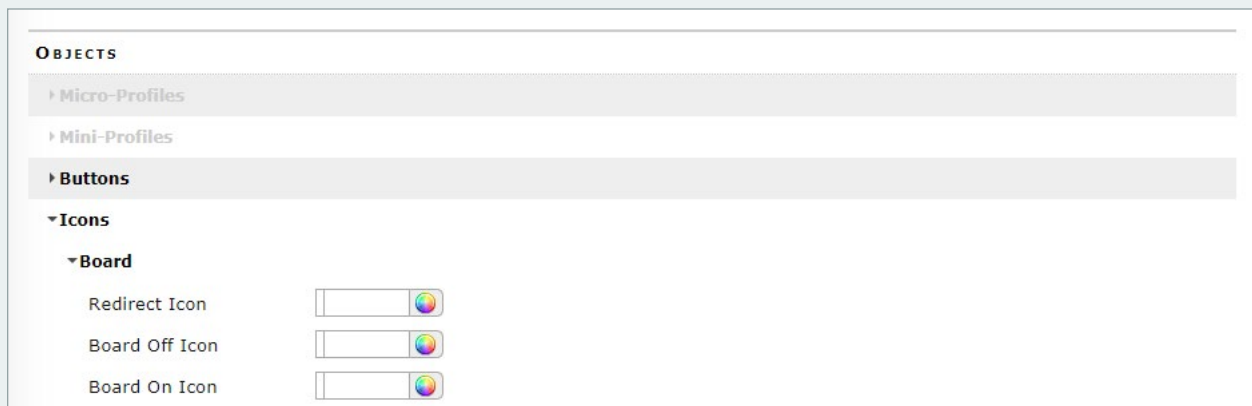 OBJECTS
Micro-Profiles
Mini-Profiles
Buttons
Icons
Board
Redirect Icon
Board Off Icon
Board On Icon